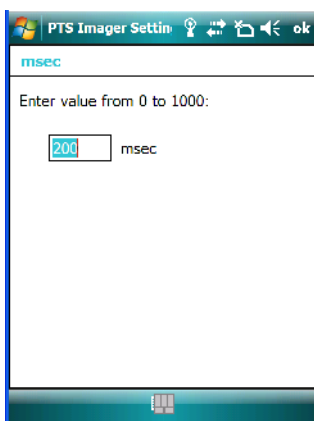 PTS Imager Settin ok
msec
Enter value from 0 to 1000:
200 msec